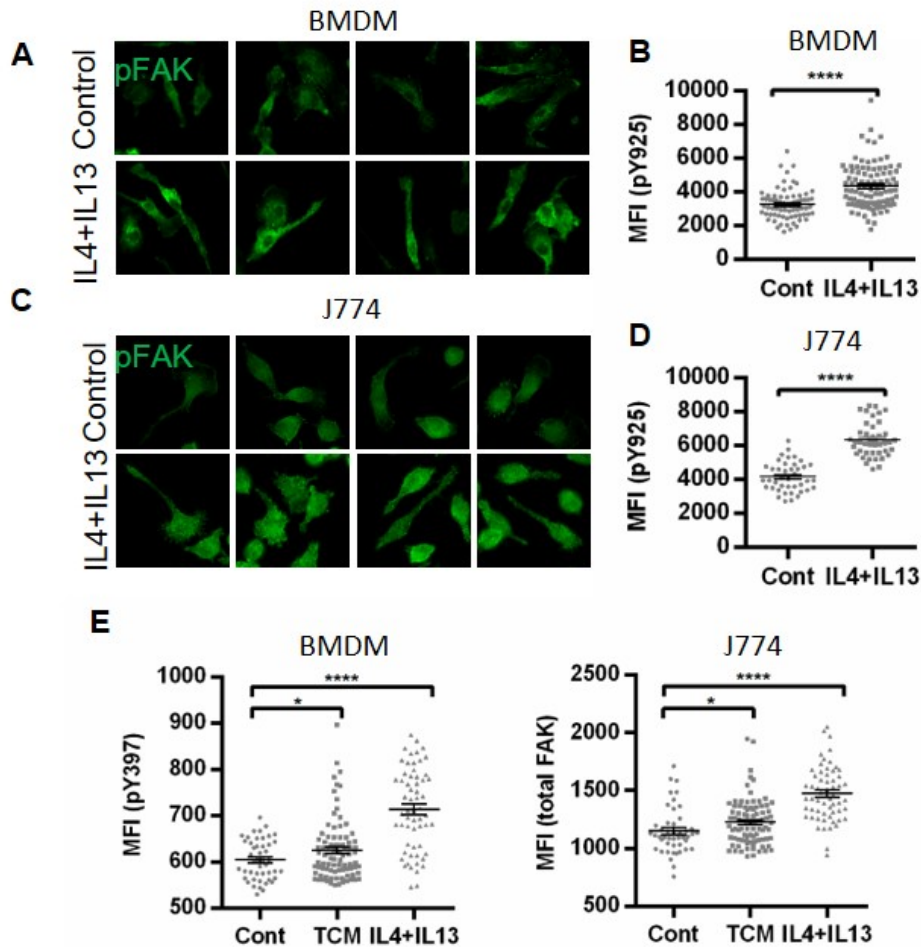 BMDM
A
pFAK
Control
IL4+IL13
B
BMDM
****
10000
8000
6000
4000
2000
0
MFI (pY925)
Cont IL4+IL13
C
J774
pFAK
Control
IL4+IL13
D
J774
****
10000
8000
6000
4000
2000
0
MFI (pY925)
Cont IL4+IL13
E
BMDM
****
*
1000
900
800
700
600
500
MFI (pY397)
Cont TCM IL4+IL13
J774
****
*
2500
2000
1500
1000
500
MFI (total FAK)
Cont TCM IL4+IL13